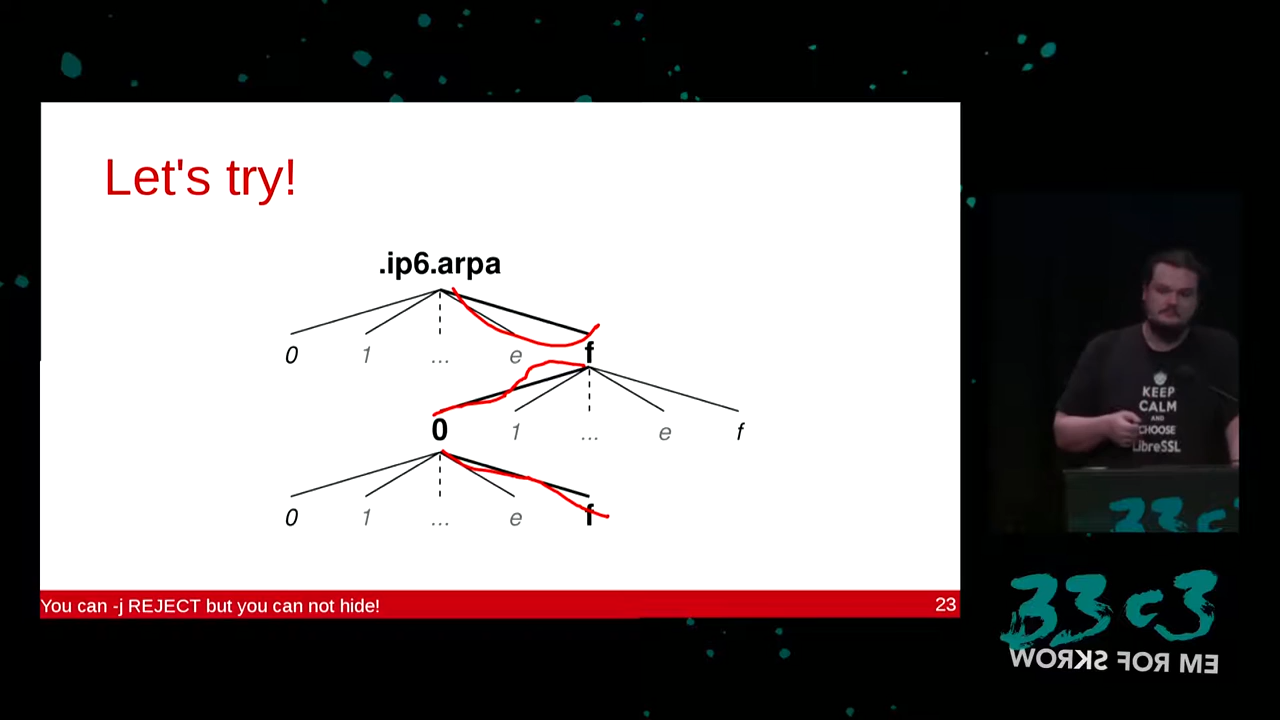 Let's try!
.ip6.arpa
0 1 ... e f
0 1 ... e f
0 1 ... e f
You can -j REJECT but you can not hide! 23
KEEP
CALM
AND
CHOOSE
LibreSSL
33c3
33c3
WORKS FOR ME